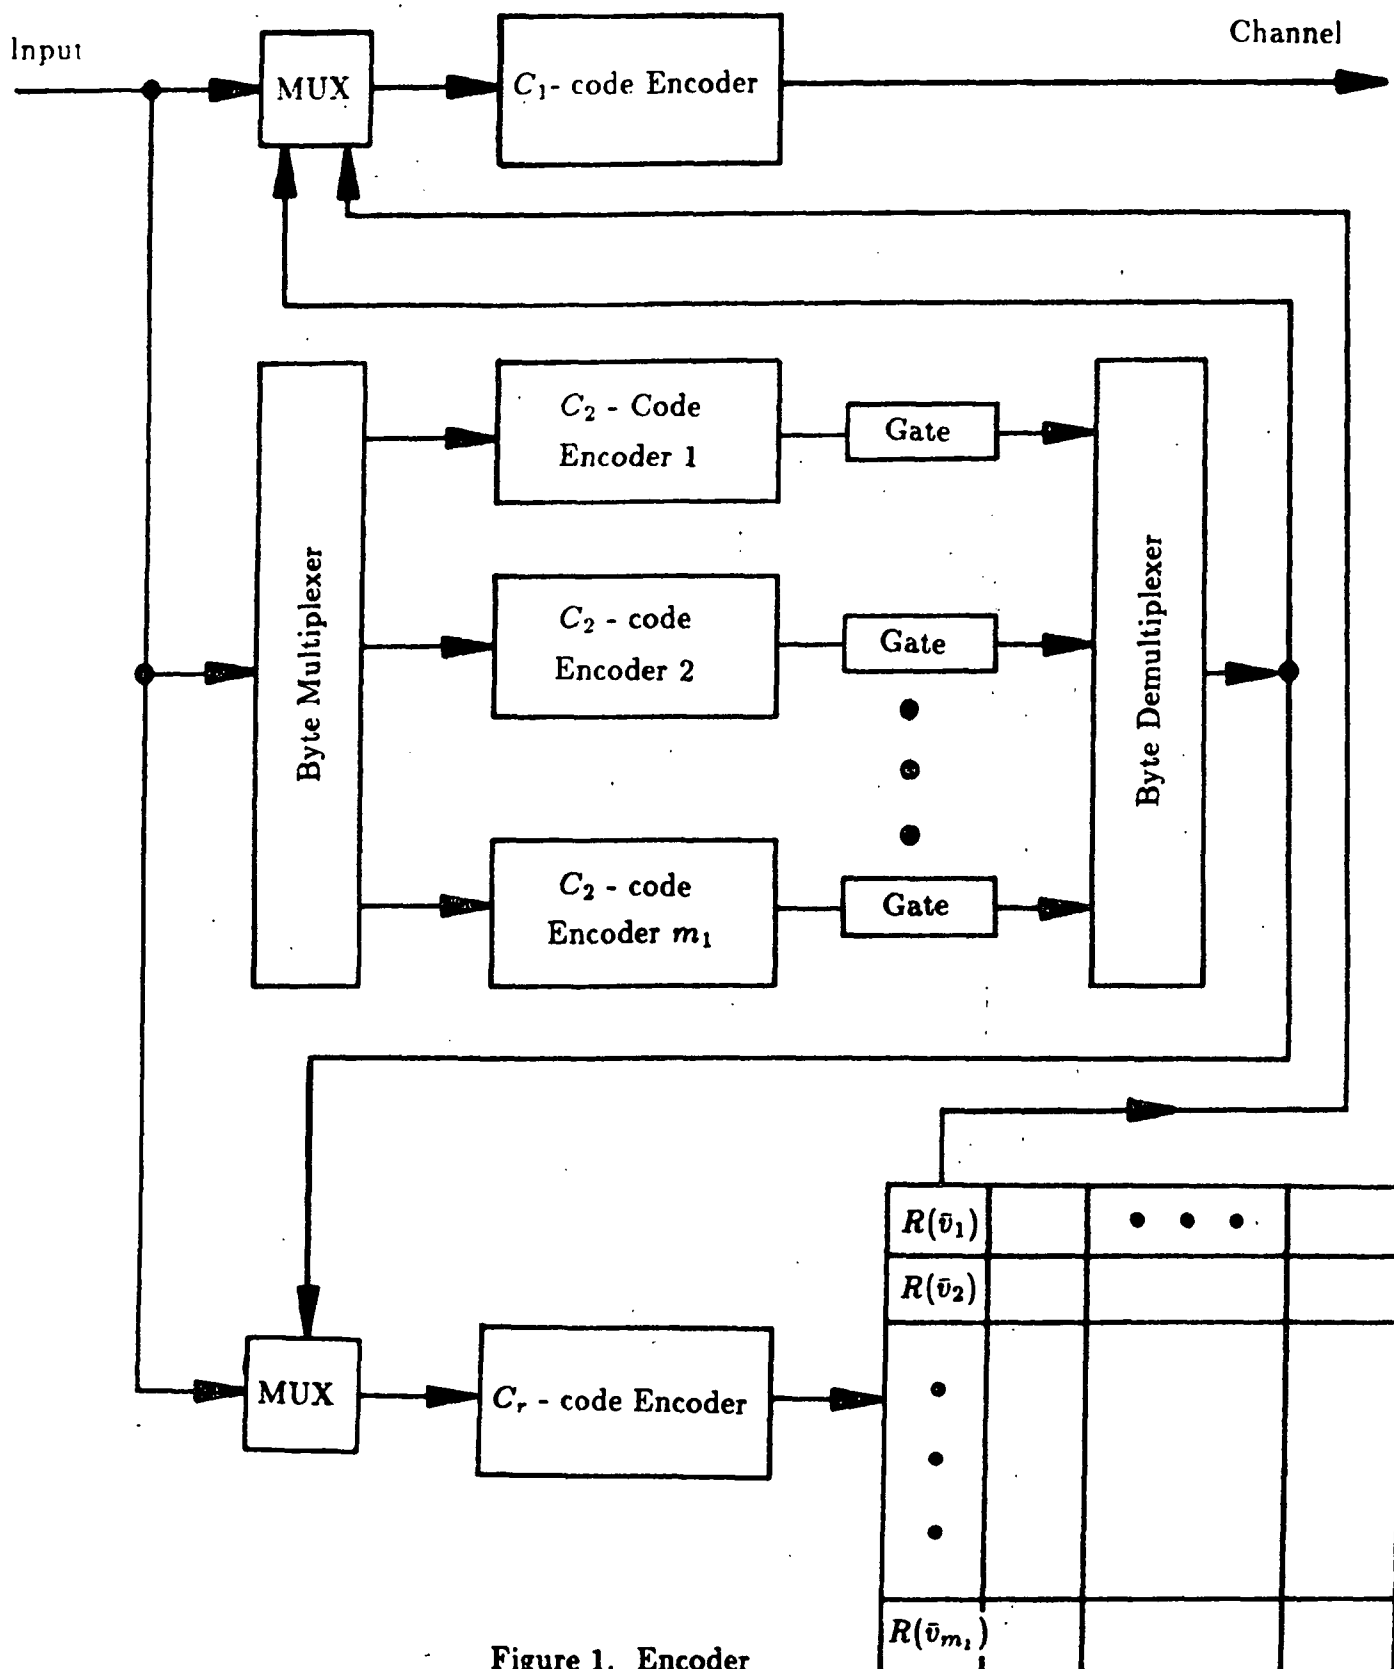 Input
Channel
MUX
C₁- code Encoder
C₂ - Code
Encoder 1
Gate
Byte Multiplexer
C₂ - code
Encoder 2
Gate
Byte Demultiplexer
C₂ - code
Encoder m₁
Gate
R(v̄₁)
R(v̄₂)
MUX
Cᵣ - code Encoder
R(v̄ₘ₁)
Figure 1. Encoder